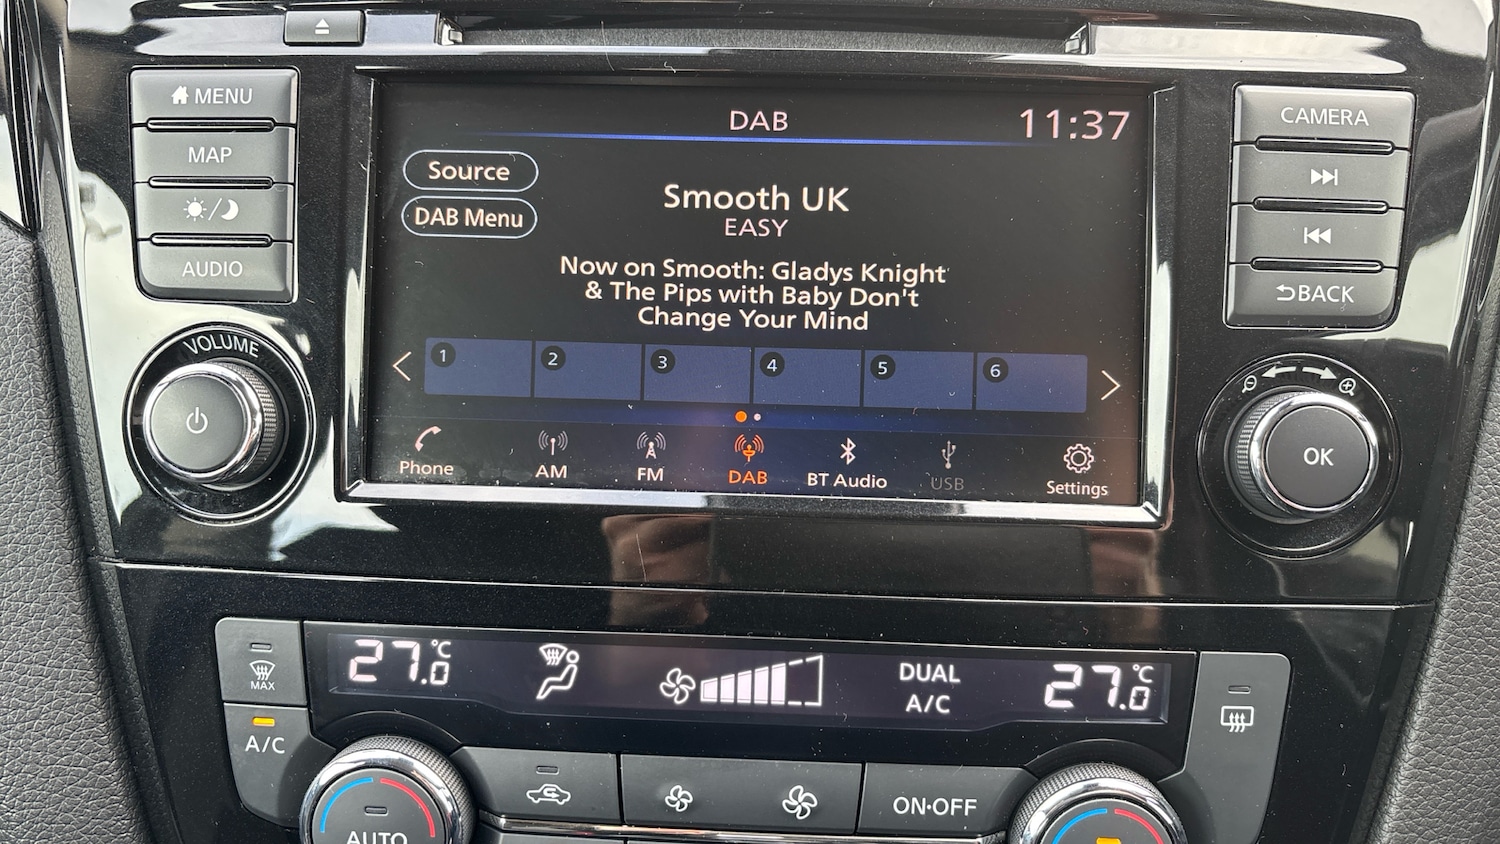 MENU
MAP
AUDIO
VOLUME
DAB
11:37
Source
DAB Menu
Smooth UK
EASY
Now on Smooth: Gladys Knight
& The Pips with Baby Don't
Change Your Mind
1 2 3 4 5 6
Phone AM FM DAB BT Audio USB Settings
CAMERA
BACK
OK
MAX
A/C
27.0°C
DUAL
A/C
27.0°C
ON·OFF
AUTO